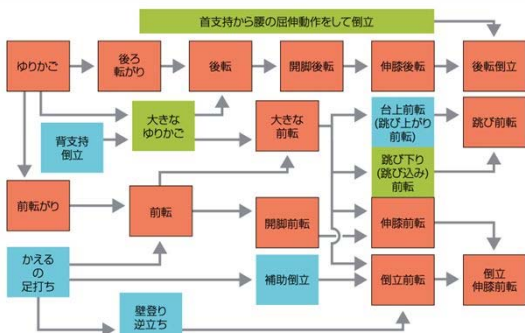 首支持から腰の屈伸動作をして倒立
ゆりかご
後ろ
転がり
後転
開脚後転
伸膝後転
後転倒立
背支持
倒立
大きな
ゆりかご
大きな
前転
台上前転
(跳び上がり
前転)
跳び前転
跳び下り
(跳び込み)
前転
前転がり
前転
開脚前転
伸膝前転
かえる
の
足打ち
補助倒立
倒立前転
倒立
伸膝前転
壁登り
逆立ち